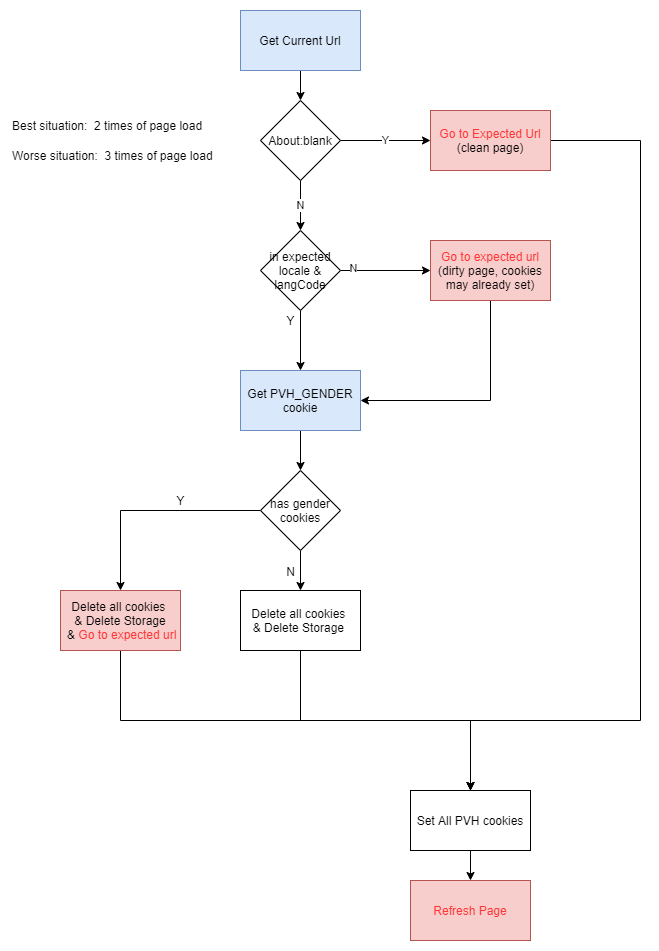 Get Current Url
Best situation:  2 times of page load
Worse situation:  3 times of page load
About:blank
Y
Go to Expected Url
(clean page)
N
in expected
locale &
langCode
N
Go to expected url
(dirty page, cookies
may already set)
Y
Get PVH_GENDER
cookie
has gender
cookies
Y
N
Delete all cookies
& Delete Storage
& Go to expected url
Delete all cookies
& Delete Storage
Set All PVH cookies
Refresh Page